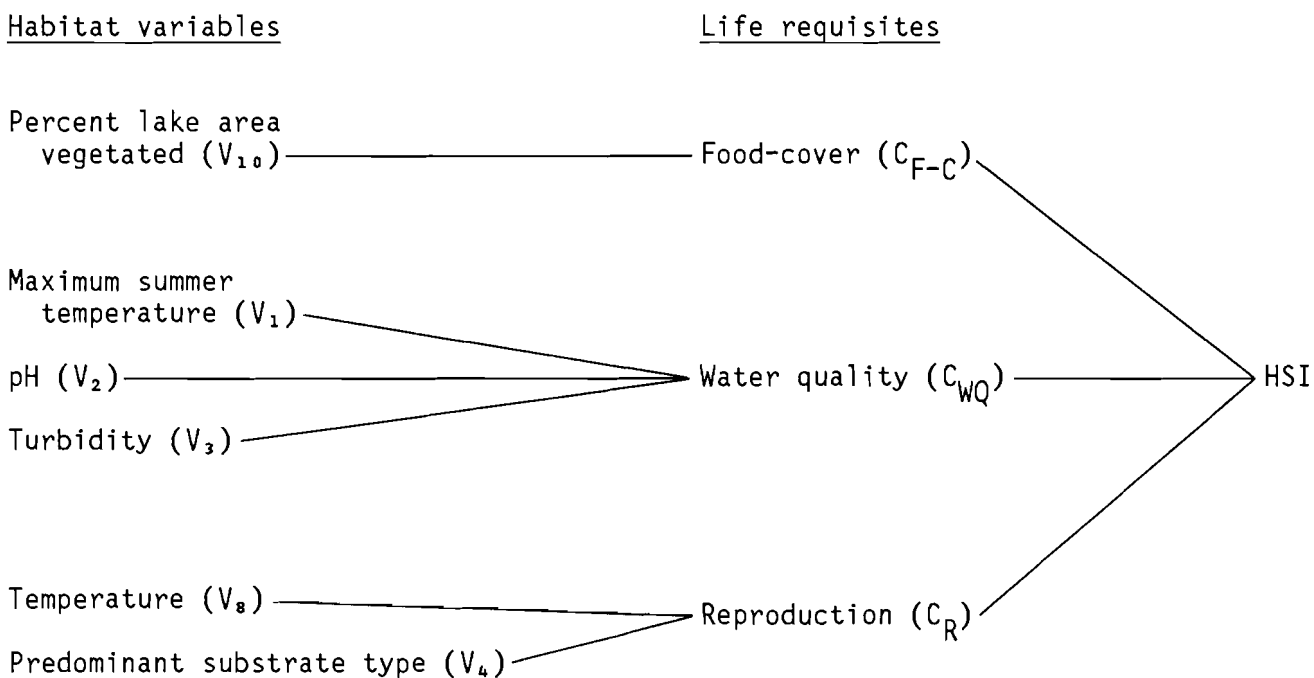 Habitat variables
Life requisites
Percent lake area
vegetated (V₁₀)
Food-cover (C_F-C)
Maximum summer
temperature (V₁)
pH (V₂)
Water quality (C_WQ)
HSI
Turbidity (V₃)
Temperature (V₈)
Reproduction (C_R)
Predominant substrate type (V₄)